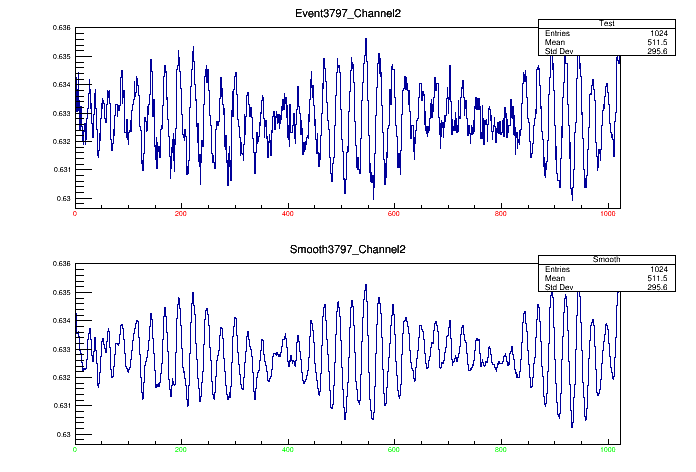 Event3797_Channel2
Test
Entries 1024
Mean 511.5
Std Dev 295.6
0.636
0.635
0.634
0.633
0.632
0.631
0.63
0 200 400 600 800 1000
Smooth3797_Channel2
Smooth
Entries 1024
Mean 511.5
Std Dev 295.6
0.636
0.635
0.634
0.633
0.632
0.631
0.63
0 200 400 600 800 1000